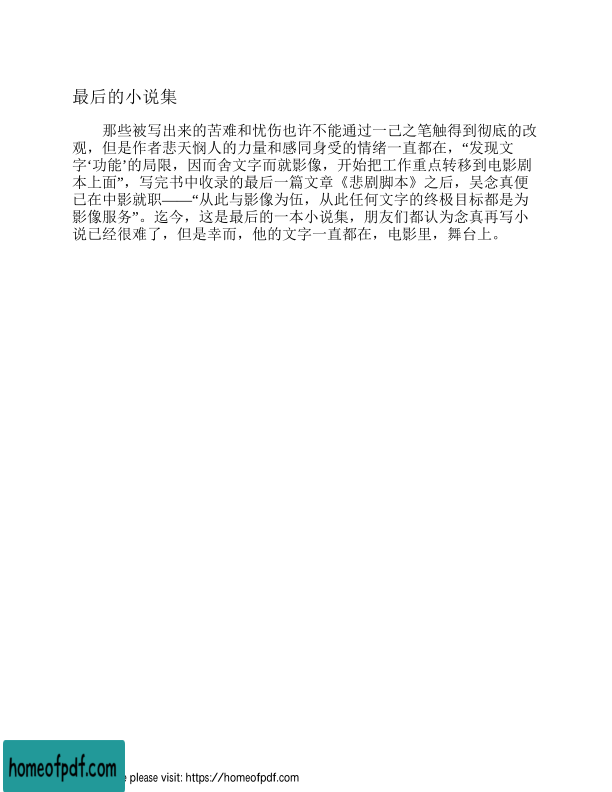 最后的小说集
那些被写出来的苦难和忧伤也许不能通过一己之笔触得到彻底的改
观，但是作者悲天悯人的力量和感同身受的情绪一直都在，“发现文
字‘功能’的局限，因而舍文字而就影像，开始把工作重点转移到电影剧
本上面”，写完书中收录的最后一篇文章《悲剧脚本》之后，吴念真便
已在中影就职——“从此与影像为伍，从此任何文字的终极目标都是为
影像服务”。迄今，这是最后的一本小说集，朋友们都认为念真再写小
说已经很难了，但是幸而，他的文字一直都在，电影里，舞台上。
homeofpdf.com
e please visit: https://homeofpdf.com